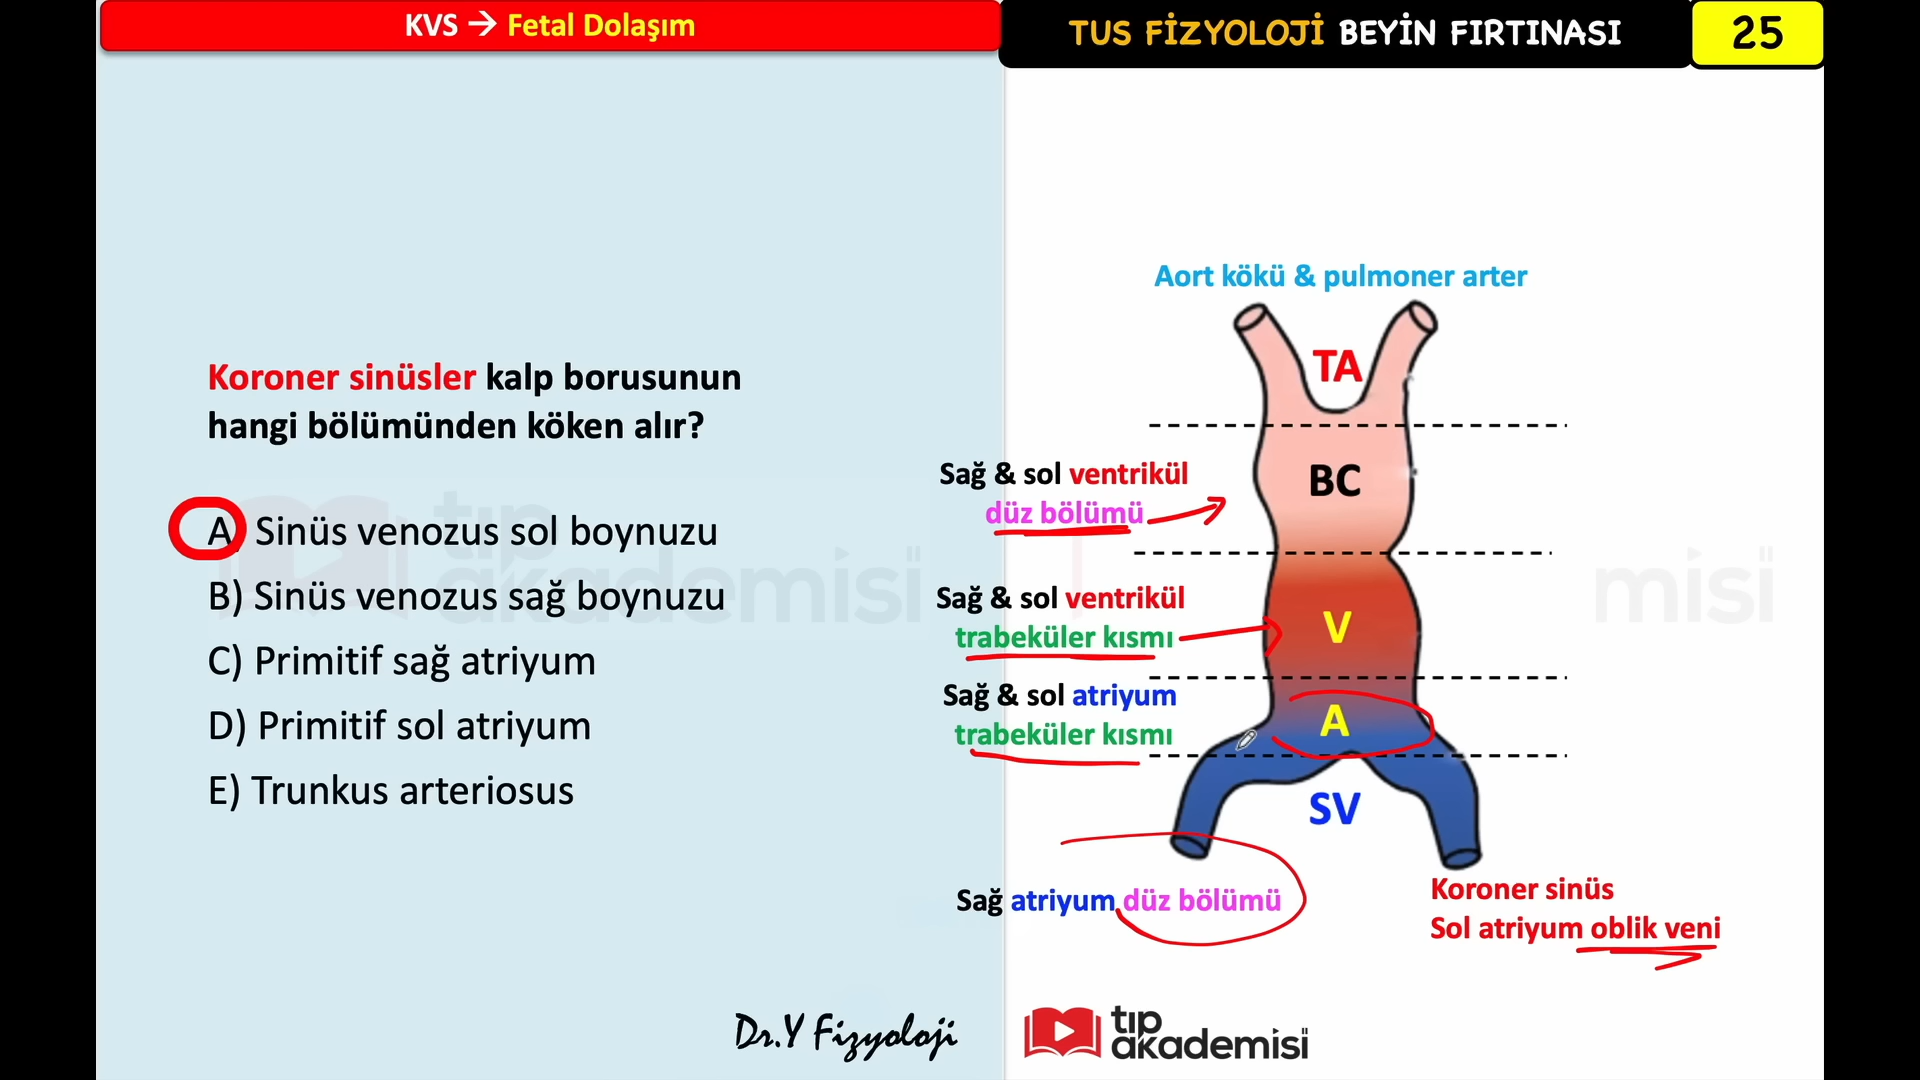 KVS → Fetal Dolaşım
TUS FİZYOLOJİ BEYİN FIRTINASI
25
Koroner sinüsler kalp borusunun
hangi bölümünden köken alır?
A) Sinüs venozus sol boynuzu
B) Sinüs venozus sağ boynuzu
C) Primitif sağ atriyum
D) Primitif sol atriyum
E) Trunkus arteriosus
Aort kökü & pulmoner arter
TA
Sağ & sol ventrikül
düz bölümü
BC
Sağ & sol ventrikül
trabeküler kısmı
V
Sağ & sol atriyum
trabeküler kısmı
A
SV
Sağ atriyum düz bölümü
Koroner sinüs
Sol atriyum oblik veni
tıp
akademisi
misi
Dr.Y Fizyoloji
tıp
akademisi